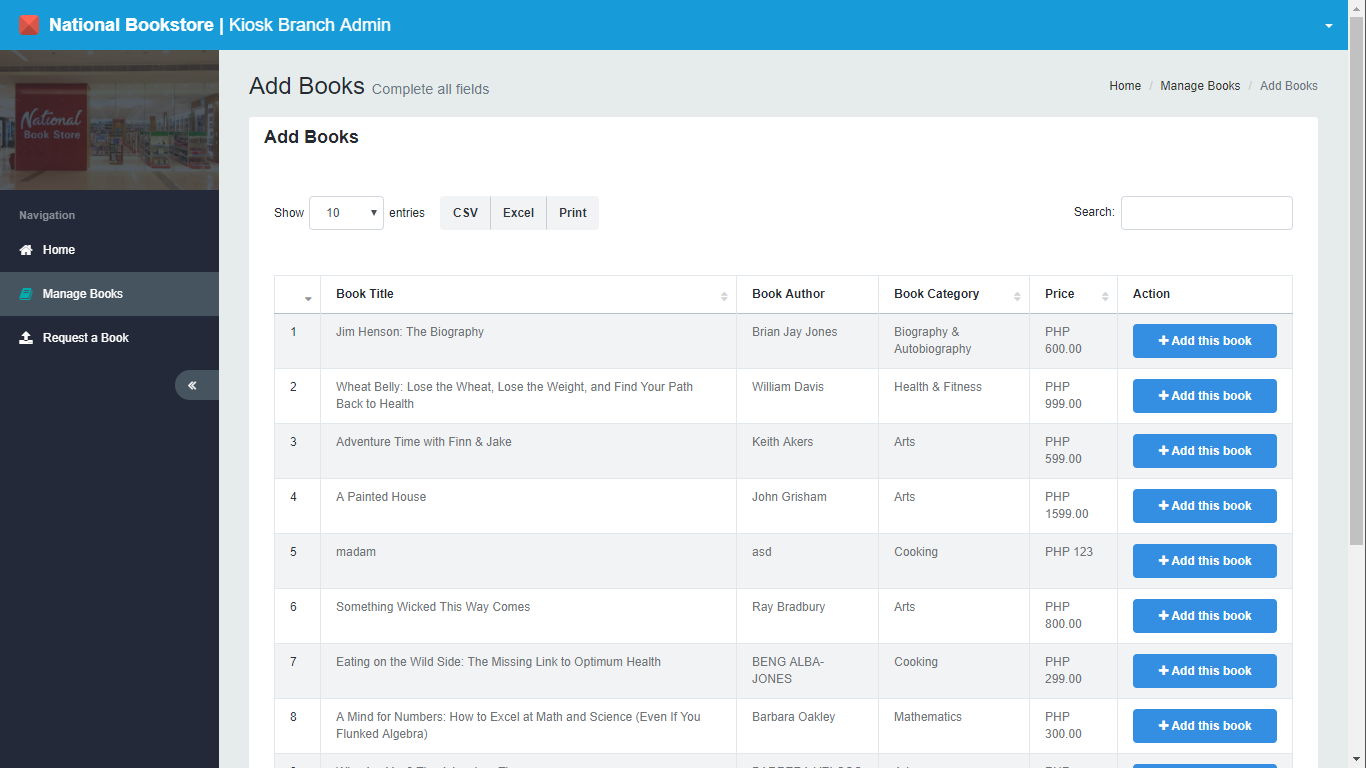 National Bookstore | Kiosk Branch Admin
National
Book Store
Navigation
Home
Manage Books
Request a Book
Add Books Complete all fields
Home / Manage Books / Add Books
Add Books
Show 10 entries CSV Excel Print Search:
Book Title Book Author Book Category Price Action
1 Jim Henson: The Biography Brian Jay Jones Biography & PHP Add this book
Autobiography 600.00
2 Wheat Belly: Lose the Wheat, Lose the Weight, and Find Your Path William Davis Health & Fitness PHP Add this book
Back to Health 999.00
3 Adventure Time with Finn & Jake Keith Akers Arts PHP Add this book
599.00
4 A Painted House John Grisham Arts PHP Add this book
1599.00
5 madam asd Cooking PHP 123 Add this book
6 Something Wicked This Way Comes Ray Bradbury Arts PHP Add this book
800.00
7 Eating on the Wild Side: The Missing Link to Optimum Health BENG ALBA- Cooking PHP Add this book
JONES 299.00
8 A Mind for Numbers: How to Excel at Math and Science (Even If You Barbara Oakley Mathematics PHP Add this book
Flunked Algebra) 300.00